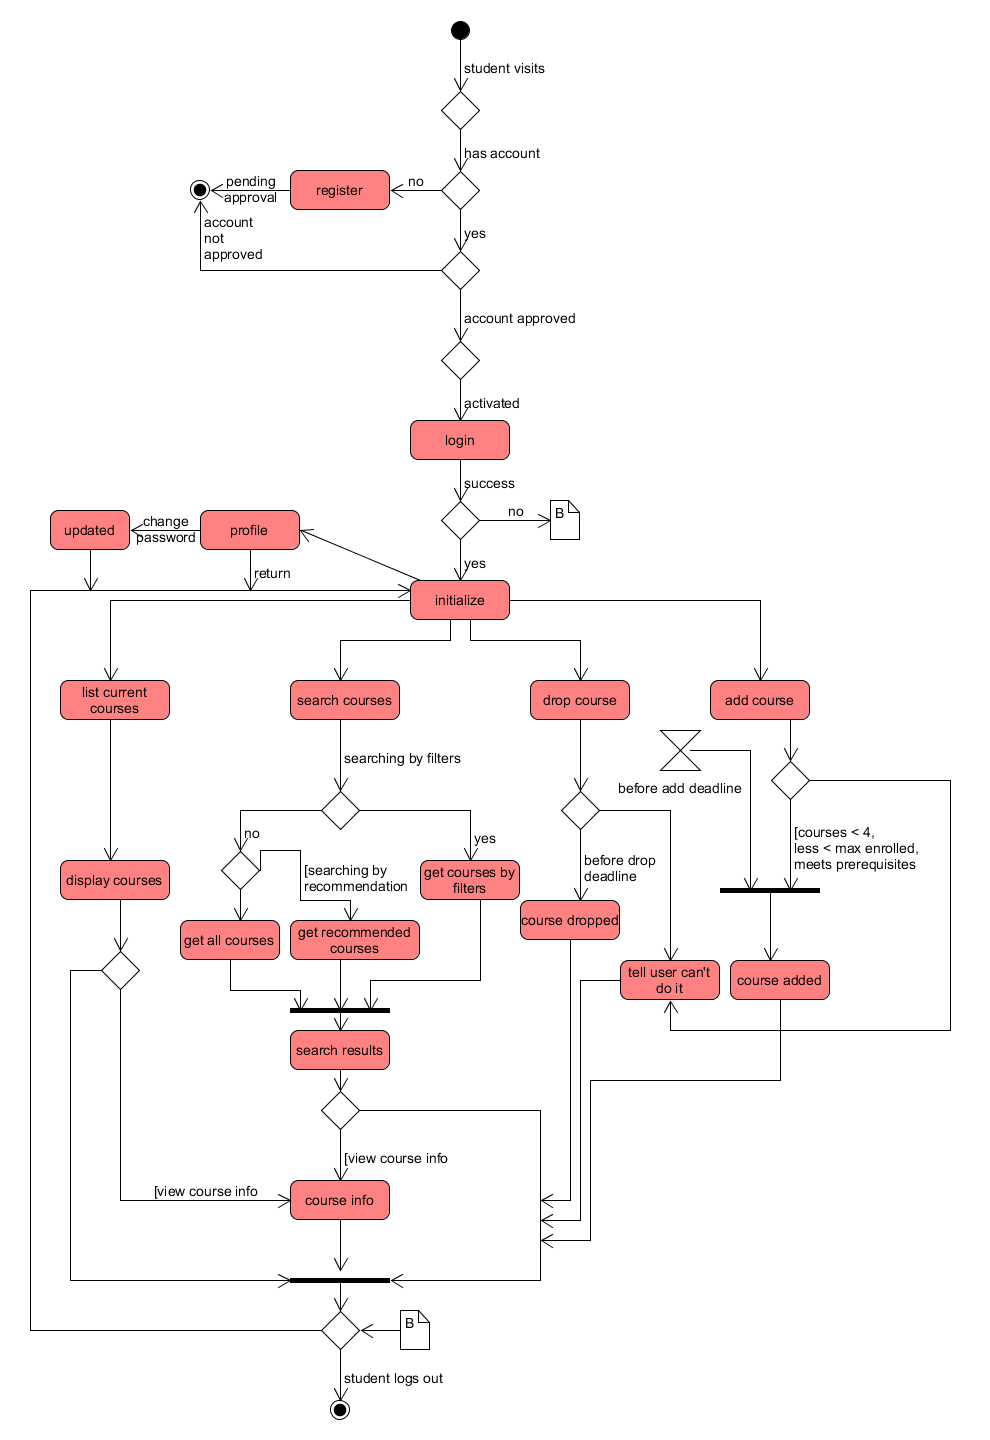 student visits
has account
no
register
pending
approval
account
not
approved
yes
account approved
activated
login
success
no
B
yes
profile
change
password
updated
return
initialize
list current
courses
search courses
drop course
add course
searching by filters
before add deadline
no
yes
[courses < 4,
less < max enrolled,
meets prerequisites
display courses
[searching by
recommendation
get courses by
filters
before drop
deadline
get all courses
get recommended
courses
course dropped
tell user can't
do it
course added
search results
[view course info
[view course info
course info
B
student logs out